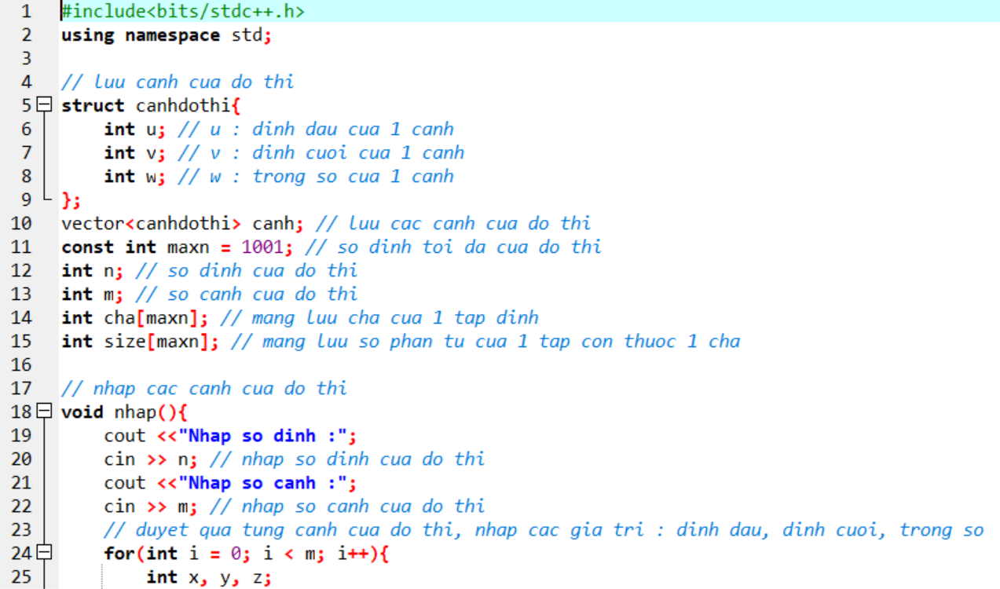 1 #include<bits/stdc++.h>
2 using namespace std;
3
4 // luu canh cua do thi
5 struct canhdothi{
6 int u; // u : dinh dau cua 1 canh
7 int v; // v : dinh cuoi cua 1 canh
8 int w; // w : trong so cua 1 canh
9 };
10 vector<canhdothi> canh; // luu cac canh cua do thi
11 const int maxn = 1001; // so dinh toi da cua do thi
12 int n; // so dinh cua do thi
13 int m; // so canh cua do thi
14 int cha[maxn]; // mang luu cha cua 1 tap dinh
15 int size[maxn]; // mang luu so phan tu cua 1 tap con thuoc 1 cha
16
17 // nhap cac canh cua do thi
18 void nhap(){
19 cout <<"Nhap so dinh :";
20 cin >> n; // nhap so dinh cua do thi
21 cout <<"Nhap so canh :";
22 cin >> m; // nhap so canh cua do thi
23 // duyet qua tung canh cua do thi, nhap cac gia tri : dinh dau, dinh cuoi, trong so
24 for(int i = 0; i < m; i++){
25 int x, y, z;